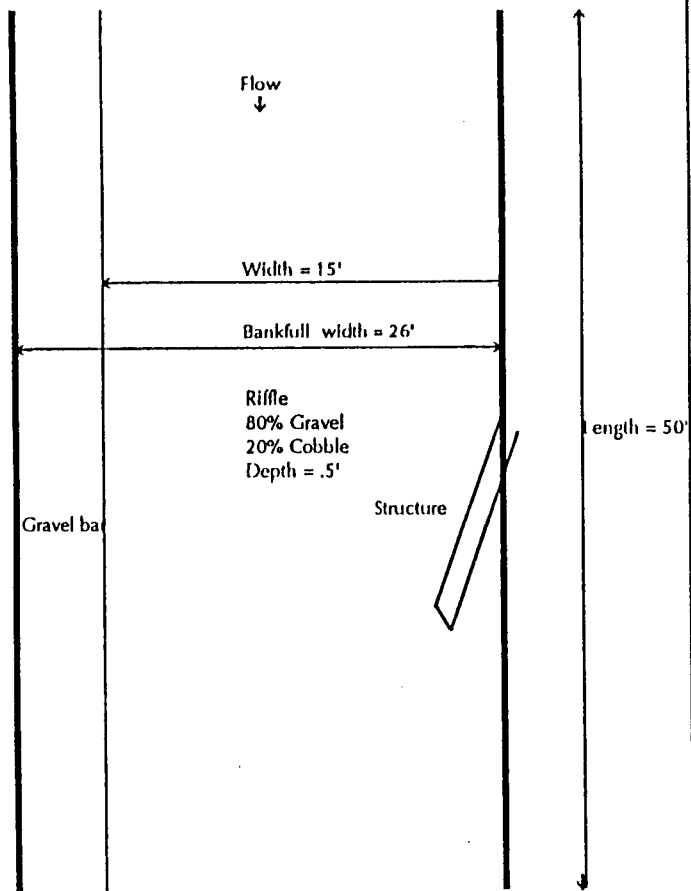 Flow
Width = 15'
Bankfull width = 26'
Riffle
80% Gravel
20% Cobble
Depth = .5'
Length = 50'
Structure
Gravel ba